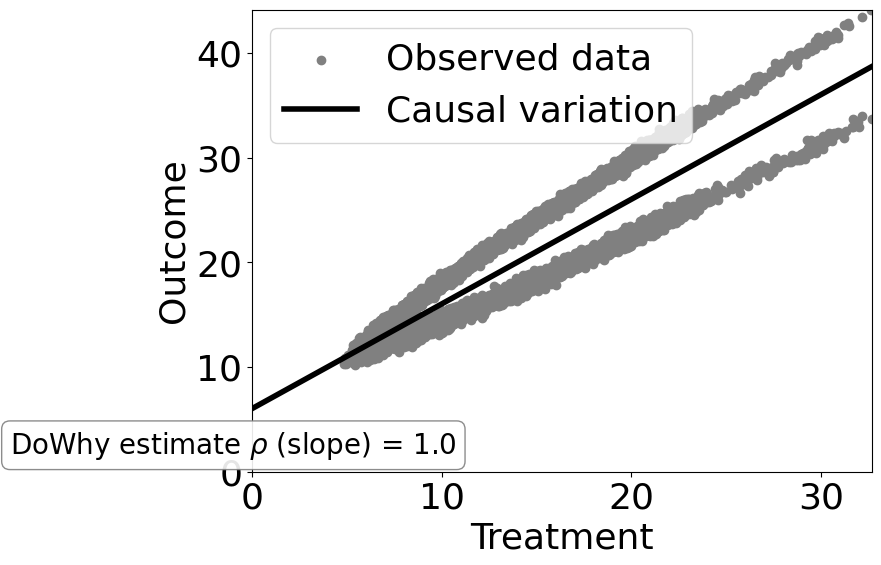 Observed data
Causal variation
40
30
20
10
0
Outcome
DoWhy estimate ρ (slope) = 1.0
0 10 20 30
Treatment